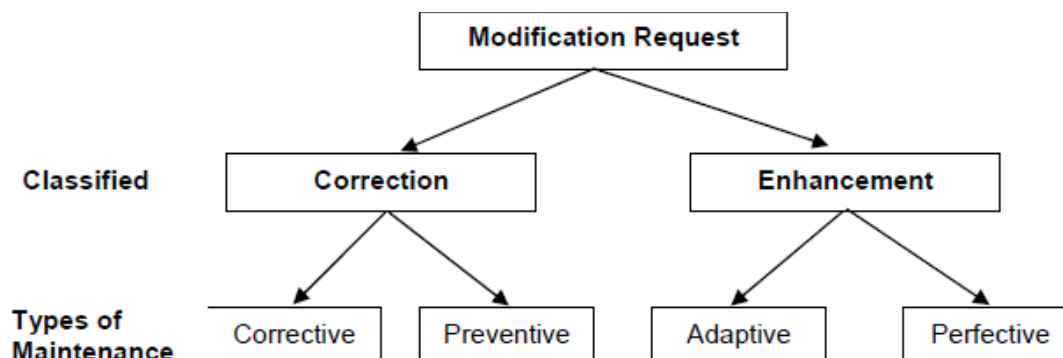 Modification Request
Classified
Correction
Enhancement
Types of
Maintenance
Corrective
Preventive
Adaptive
Perfective